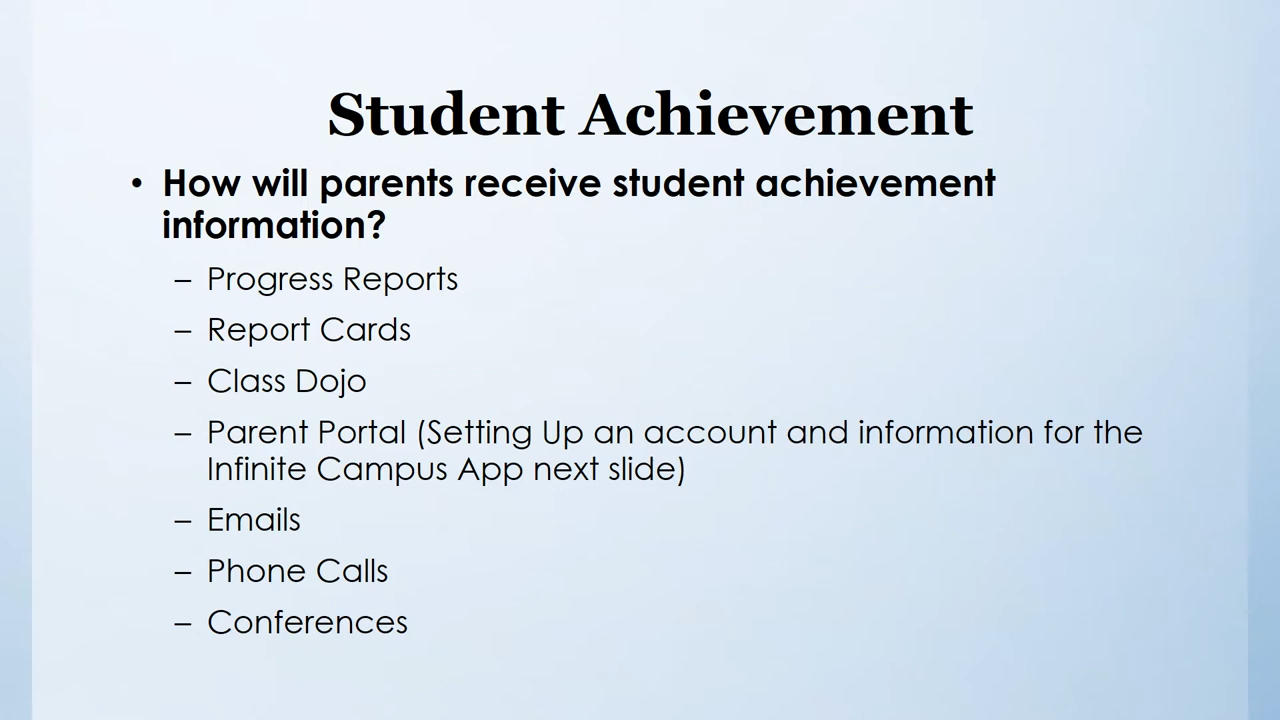 Student Achievement
• How will parents receive student achievement
information?
– Progress Reports
– Report Cards
– Class Dojo
– Parent Portal (Setting Up an account and information for the
Infinite Campus App next slide)
– Emails
– Phone Calls
– Conferences